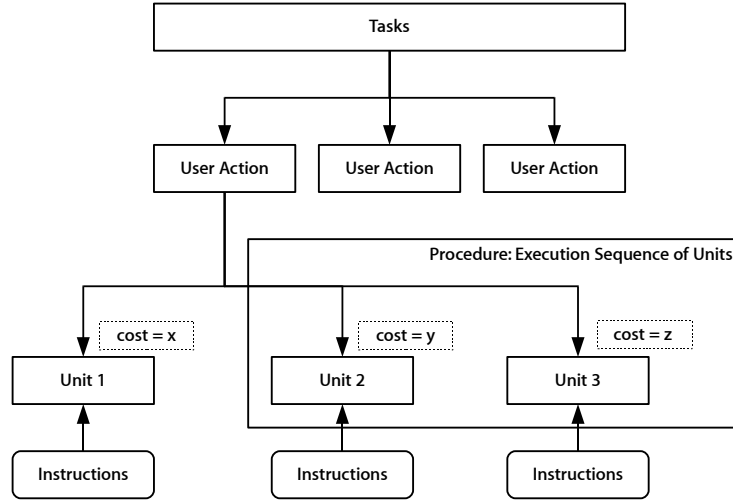 Tasks
User Action
User Action
User Action
Procedure: Execution Sequence of Units
cost = x
cost = y
cost = z
Unit 1
Unit 2
Unit 3
Instructions
Instructions
Instructions